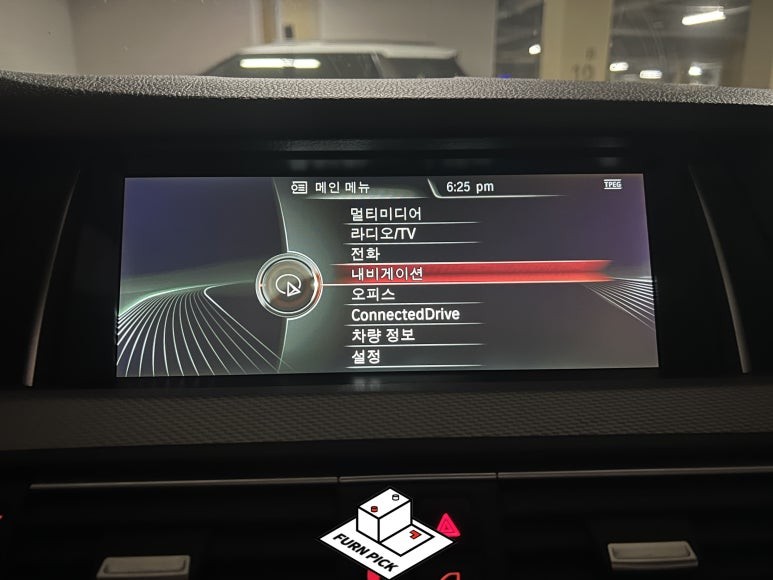 메인 메뉴
6:25 pm
TPEG
멀티미디어
라디오/TV
전화
내비게이션
오피스
ConnectedDrive
차량 정보
설정
FURN PICK